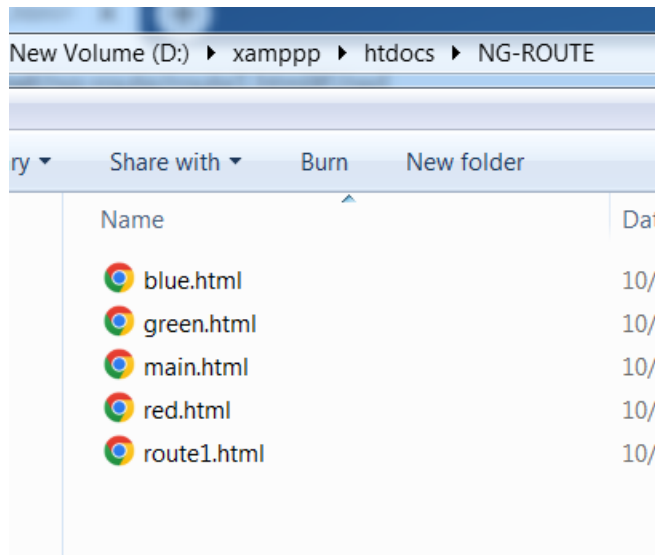 New Volume (D:) ▸ xamppp ▸ htdocs ▸ NG-ROUTE
ry ▾ Share with ▾ Burn New folder
Name Dat
blue.html 10/
green.html 10/
main.html 10/
red.html 10/
route1.html 10/